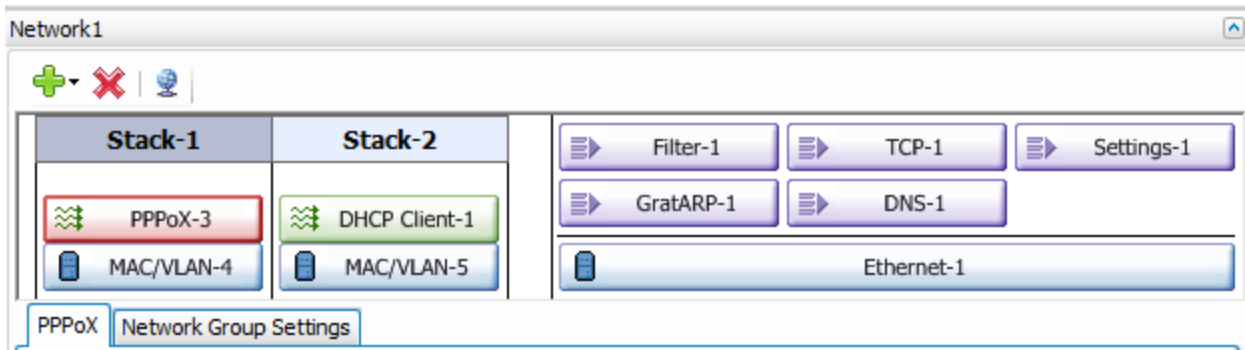 Network1
Stack-1 Stack-2
Filter-1 TCP-1 Settings-1
PPPoX-3 DHCP Client-1 GratARP-1 DNS-1
MAC/VLAN-4 MAC/VLAN-5 Ethernet-1
PPPoX Network Group Settings